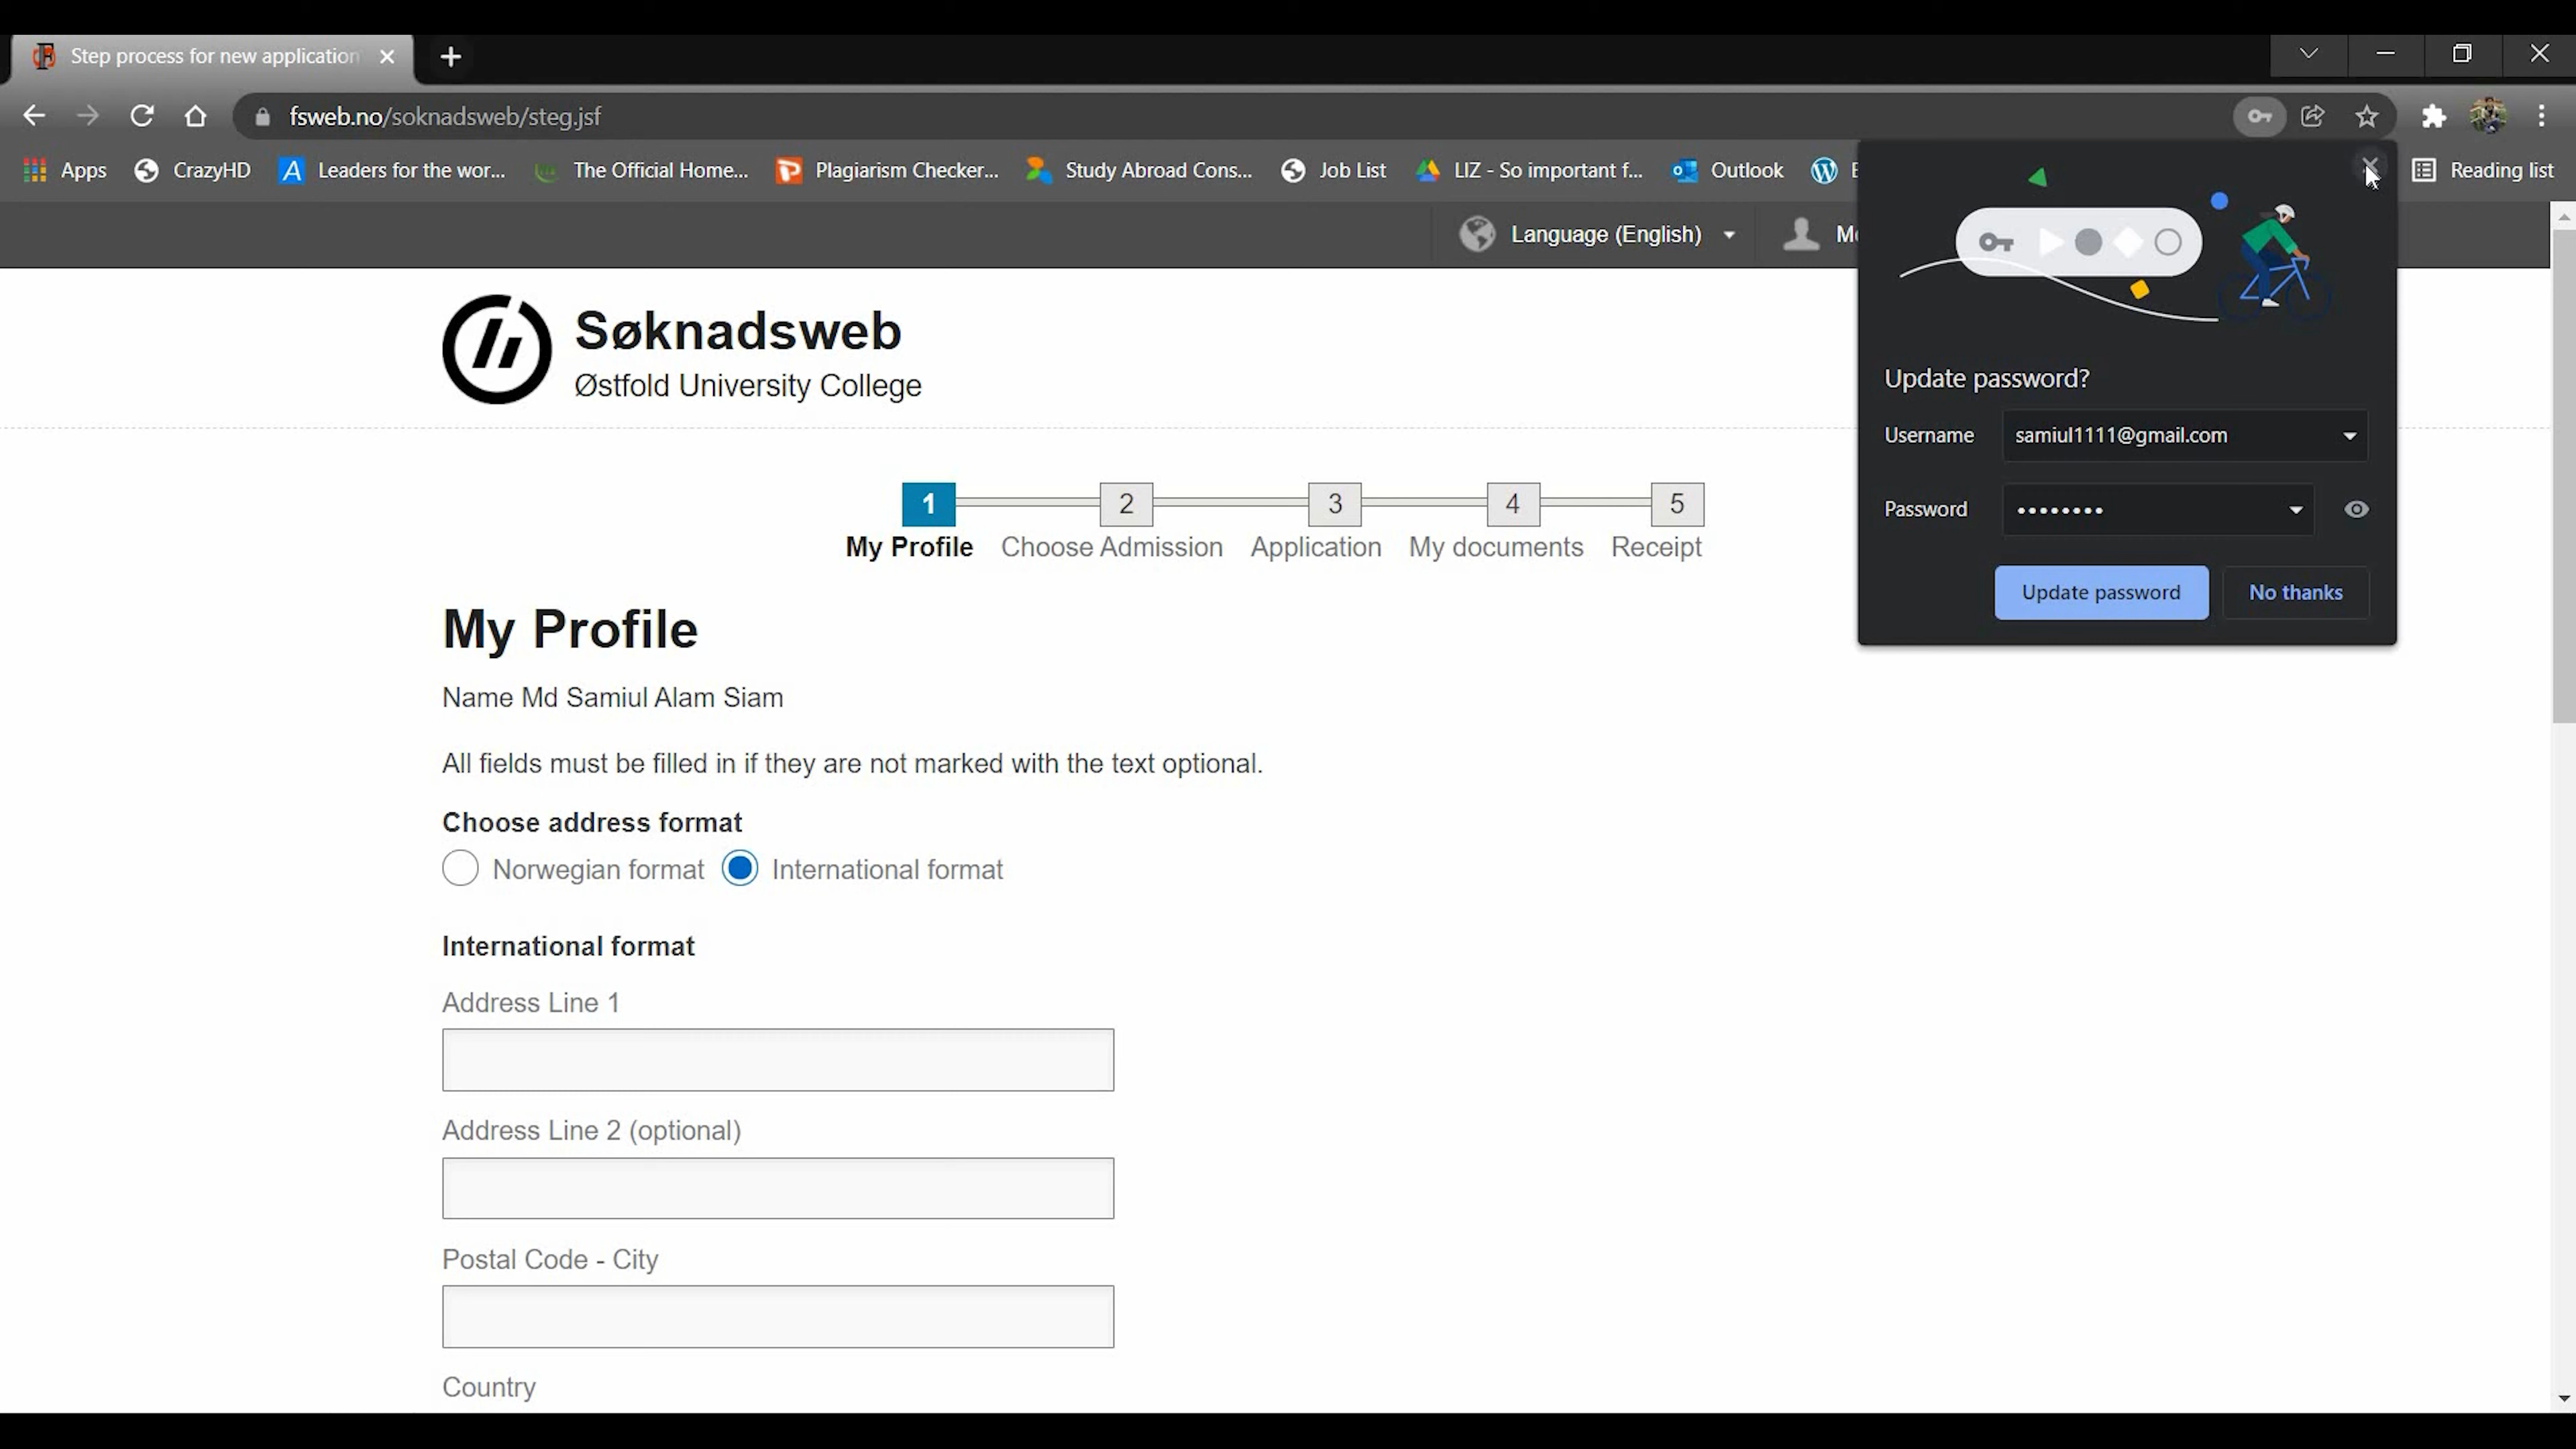 Step process for new application
fsweb.no/soknadsweb/steg.jsf
Apps CrazyHD Leaders for the wor... The Official Home... Plagiarism Checker... Study Abroad Cons... Job List LIZ - So important f... Outlook Reading list
Language (English)
Søknadsweb
Østfold University College
1 2 3 4 5
My Profile Choose Admission Application My documents Receipt
Update password?
Username samiul1111@gmail.com
Password ••••••••
Update password No thanks
My Profile
Name Md Samiul Alam Siam
All fields must be filled in if they are not marked with the text optional.
Choose address format
Norwegian format International format
International format
Address Line 1
Address Line 2 (optional)
Postal Code - City
Country